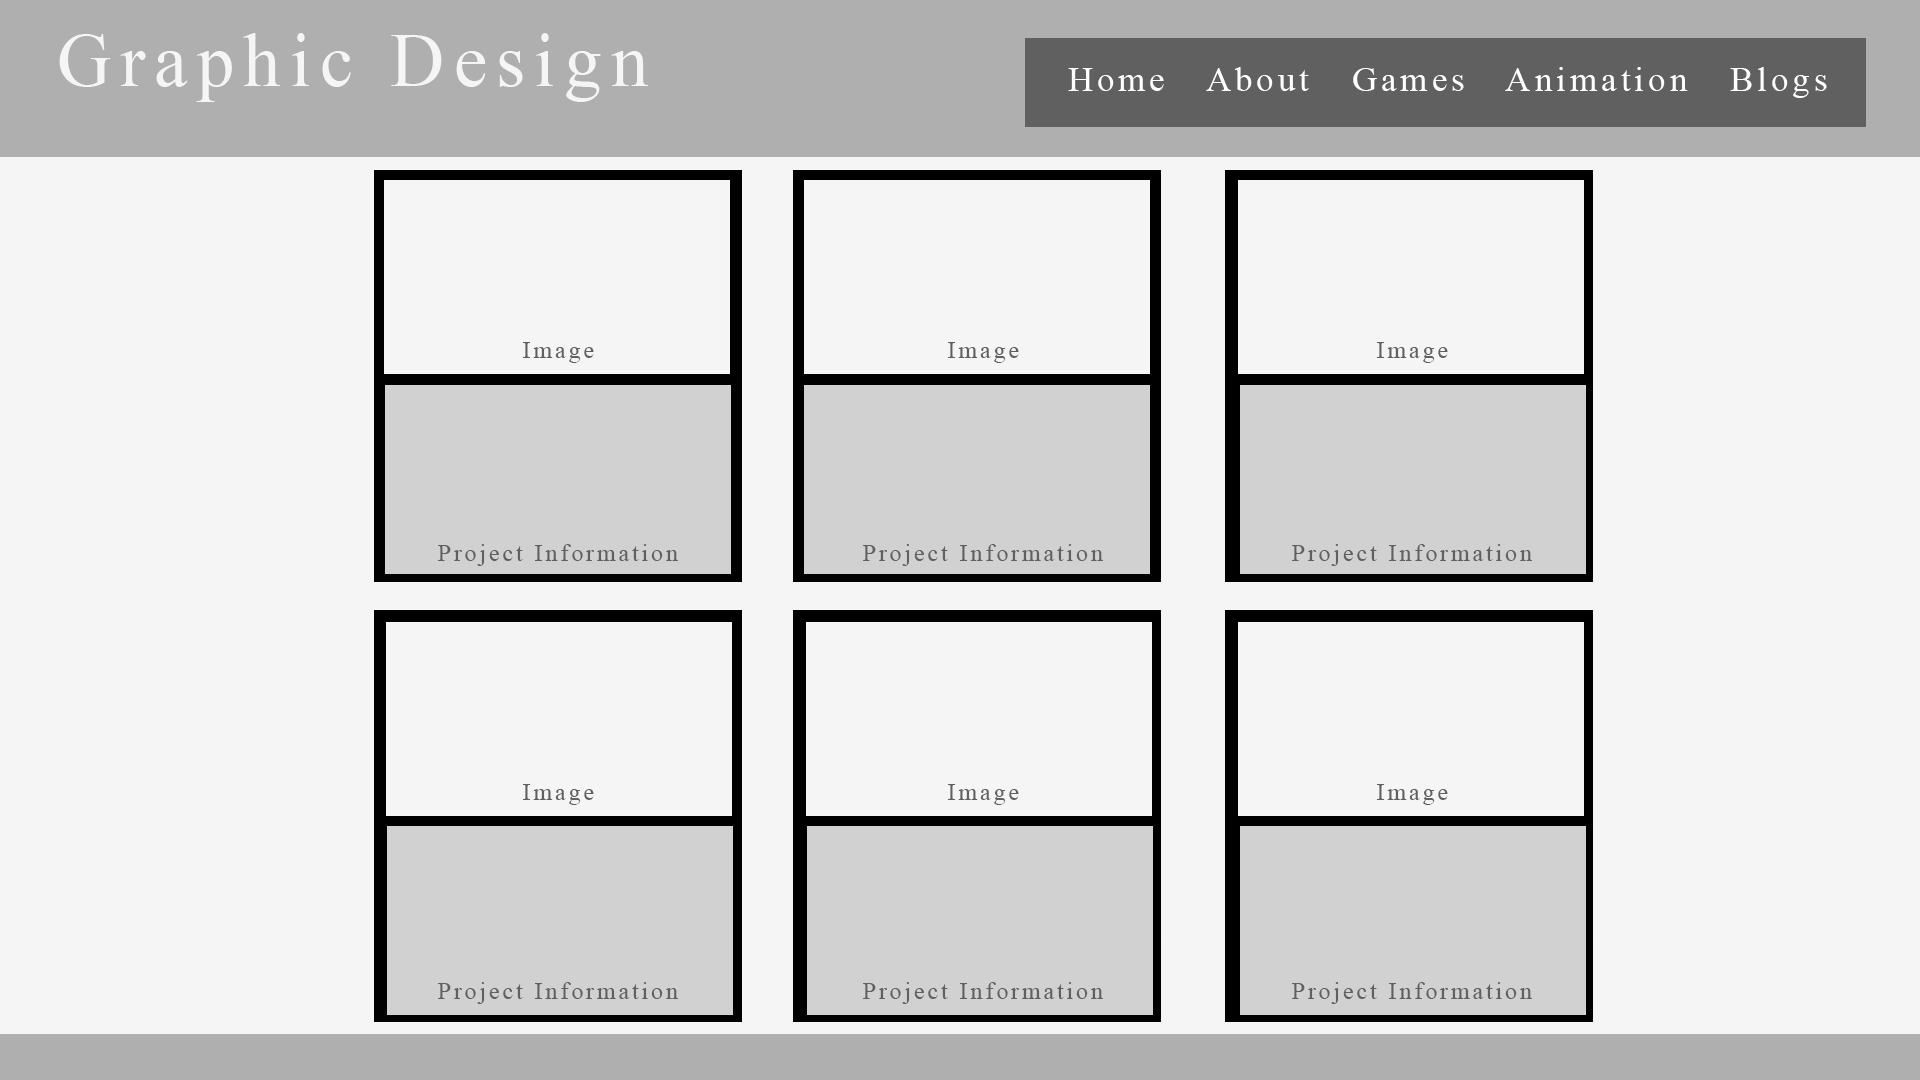 Graphic Design
Home About Games Animation Blogs
Image Image Image
Project Information Project Information Project Information
Image Image Image
Project Information Project Information Project Information